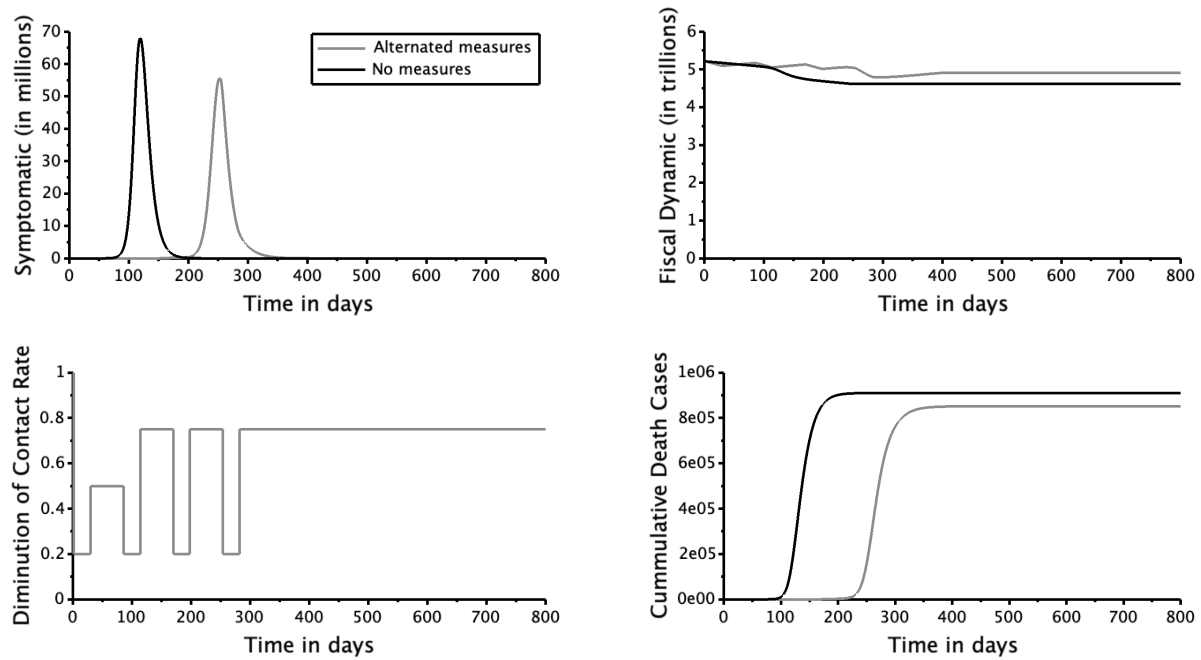 Symptomatic (in millions)
70
60
50
40
30
20
10
0
0 100 200 300 400 500 600 700 800
Time in days
Alternated measures
No measures
Fiscal Dynamic (in trillions)
6
5
4
3
2
1
0
0 100 200 300 400 500 600 700 800
Time in days
Diminution of Contact Rate
1
0.8
0.6
0.4
0.2
0
0 100 200 300 400 500 600 700 800
Time in days
Cummulative Death Cases
1e06
8e05
6e05
4e05
2e05
0e00
0 100 200 300 400 500 600 700 800
Time in days